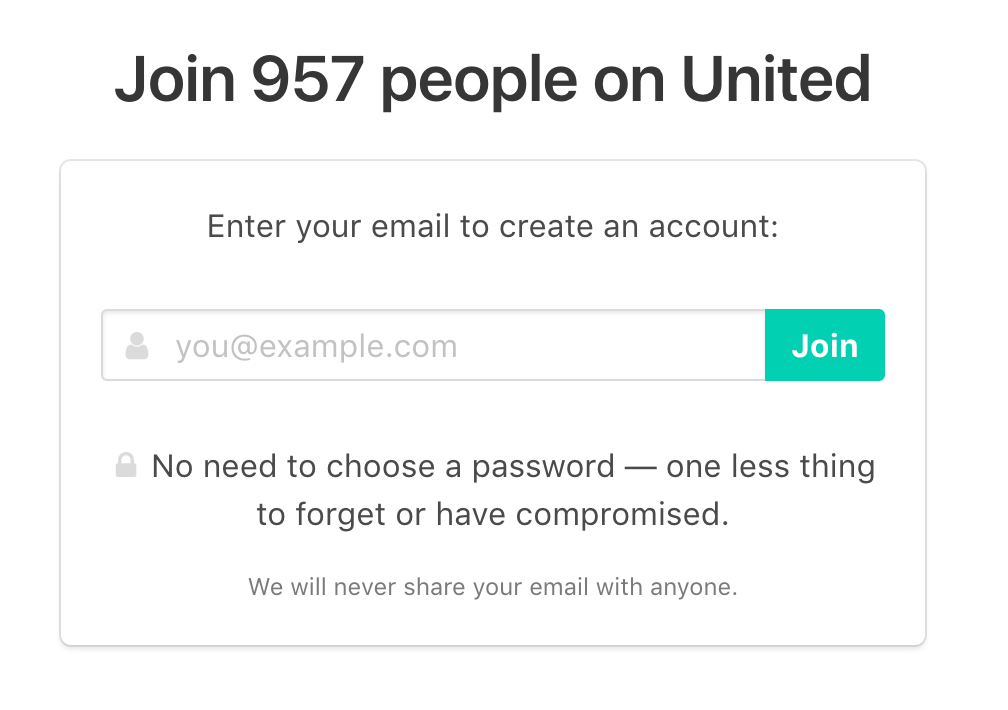 Join 957 people on United
Enter your email to create an account:
you@example.com
Join
No need to choose a password — one less thing
to forget or have compromised.
We will never share your email with anyone.